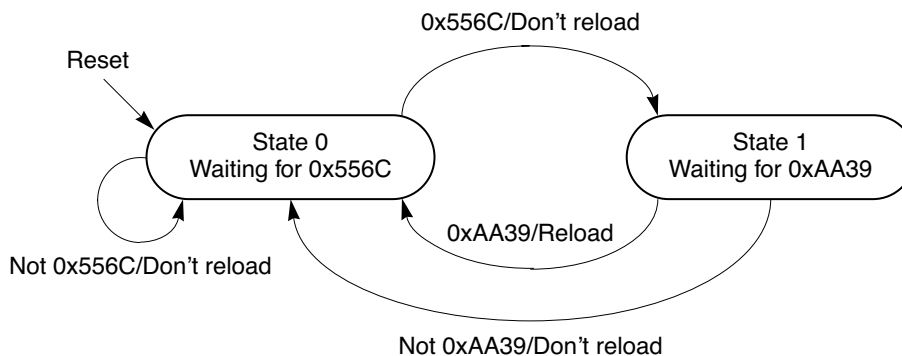 0x556C/Don't reload
Reset
State 0
Waiting for 0x556C
State 1
Waiting for 0xAA39
0xAA39/Reload
Not 0x556C/Don't reload
Not 0xAA39/Don't reload